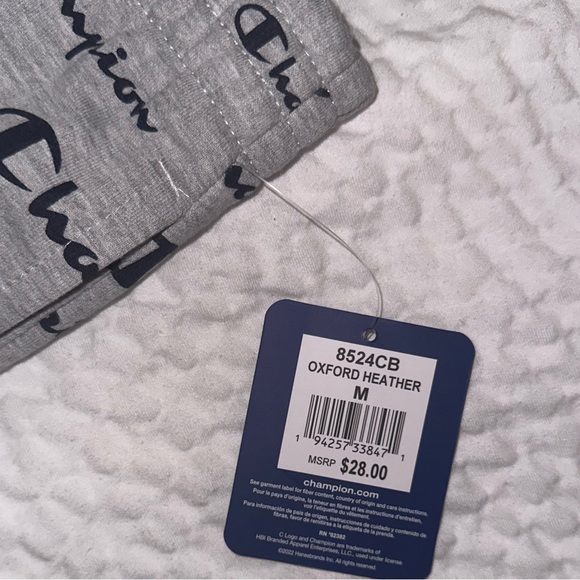 Champion
Cha
Cha
8524CB
OXFORD HEATHER
M
1 94257 33847 1
MSRP $28.00
champion.com
See garment label for fiber content, country of origin and care instructions.
Pour le pays d'origine, la teneur en fibres et les instructions d'entretien,
voir l'étiquette du vêtement.
Para información de país de origen, instrucciones de cuidado y contenido de
fibras, favor de remitirse a la etiqueta de la prenda.
C Logo and Champion are trademarks of
HBI Branded Apparel Enterprises, LLC., used under license
©2022 Hanesbrands Inc. All rights reserved.